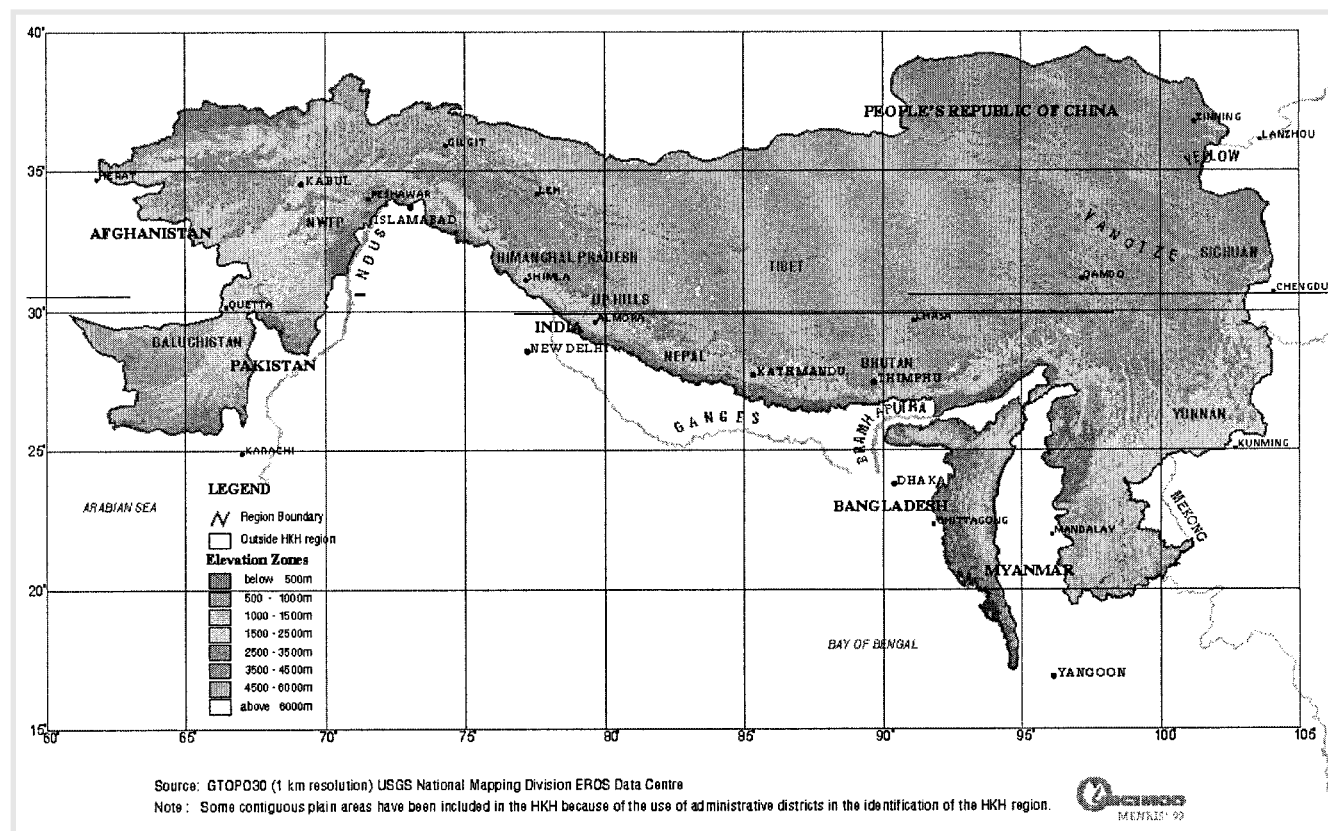 40°
35°
30°
25°
20°
15°
60°
65°
70°
75°
80°
85°
90°
95°
100°
105
PEOPLE'S REPUBLIC OF CHINA
XINNING
LANZHOU
YELLOW
GILGIT
HERAT
KABUL
PESHAWAR
LEH
NWFP
ISLAMABAD
AFGHANISTAN
INDUS
HIMANCHAL PRADESH
SHIMLA
TIBET
YANGTZE
SICHUAN
QAMDO
CHENGDU
UP HILLS
QUETTA
ALMORA
LHASA
INDIA
BALUCHISTAN
NEW DELHI
NEPAL
BHUTAN
PAKISTAN
KATHMANDU
THIMPHU
GANGES
BRAMHAPUTRA
YUNNAN
KUNMING
KARACHI
DHAKA
MEKONG
ARABIAN SEA
BANGLADESH
CHITTAGONG
MANDALAY
MYANMAR
BAY OF BENGAL
YANGOON
LEGEND
Region Boundary
Outside HKH region
Elevation Zones
below 500m
500 - 1000m
1000 - 1500m
1500 - 2500m
2500 - 3500m
3500 - 4500m
4500 - 6000m
above 6000m
Source: GTOPO30 (1 km resolution) USGS National Mapping Division EROS Data Centre
Note : Some contiguous plain areas have been included in the HKH because of the use of administrative districts in the identification of the HKH region.
MENRIS' 99